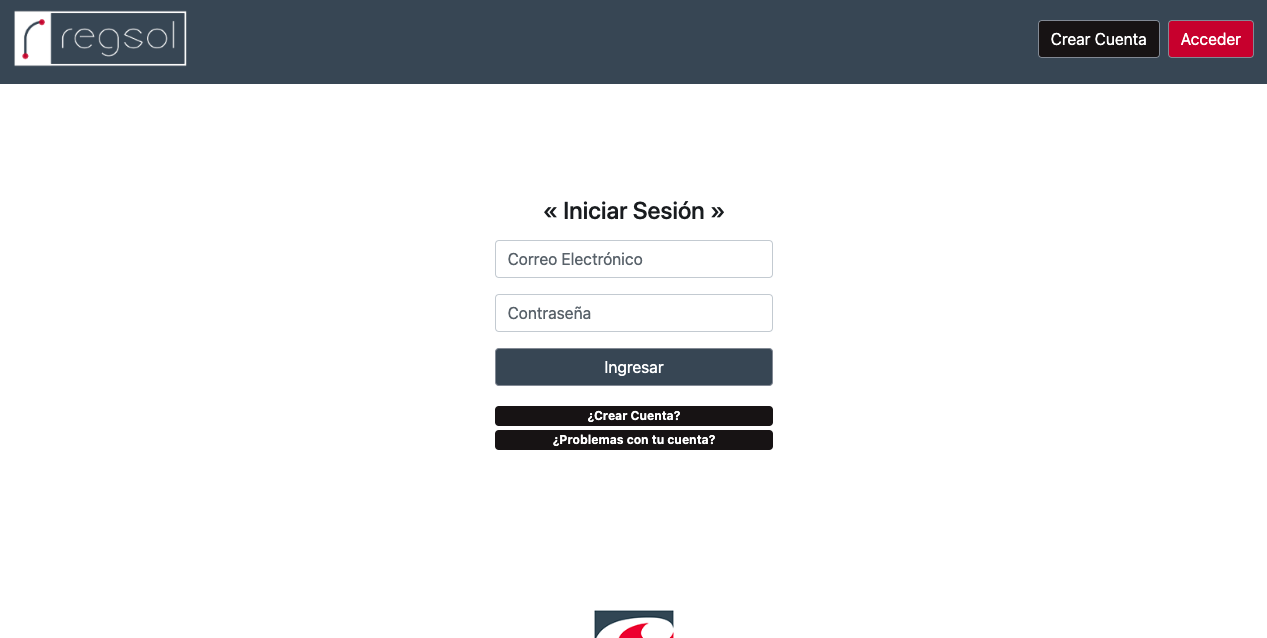 regsol
Crear Cuenta
Acceder
« Iniciar Sesión »
Correo Electrónico
Contraseña
Ingresar
¿Crear Cuenta?
¿Problemas con tu cuenta?